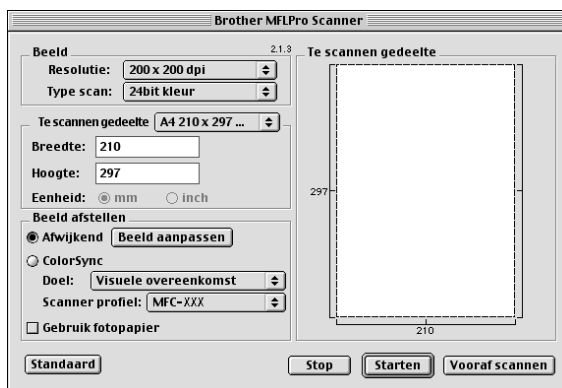 Brother MFLPro Scanner
Beeld
2.1.3
Resolutie: 200 x 200 dpi
Type scan: 24bit kleur
Te scannen gedeelte A4 210 x 297 ...
Breedte: 210
Hoogte: 297
Eenheid: mm inch
Beeld afstellen
Afwijkend Beeld aanpassen
ColorSync
Doel: Visuele overeenkomst
Scanner profiel: MFC-XXX
Gebruik fotopapier
Te scannen gedeelte
297
210
Standaard Stop Starten Vooraf scannen